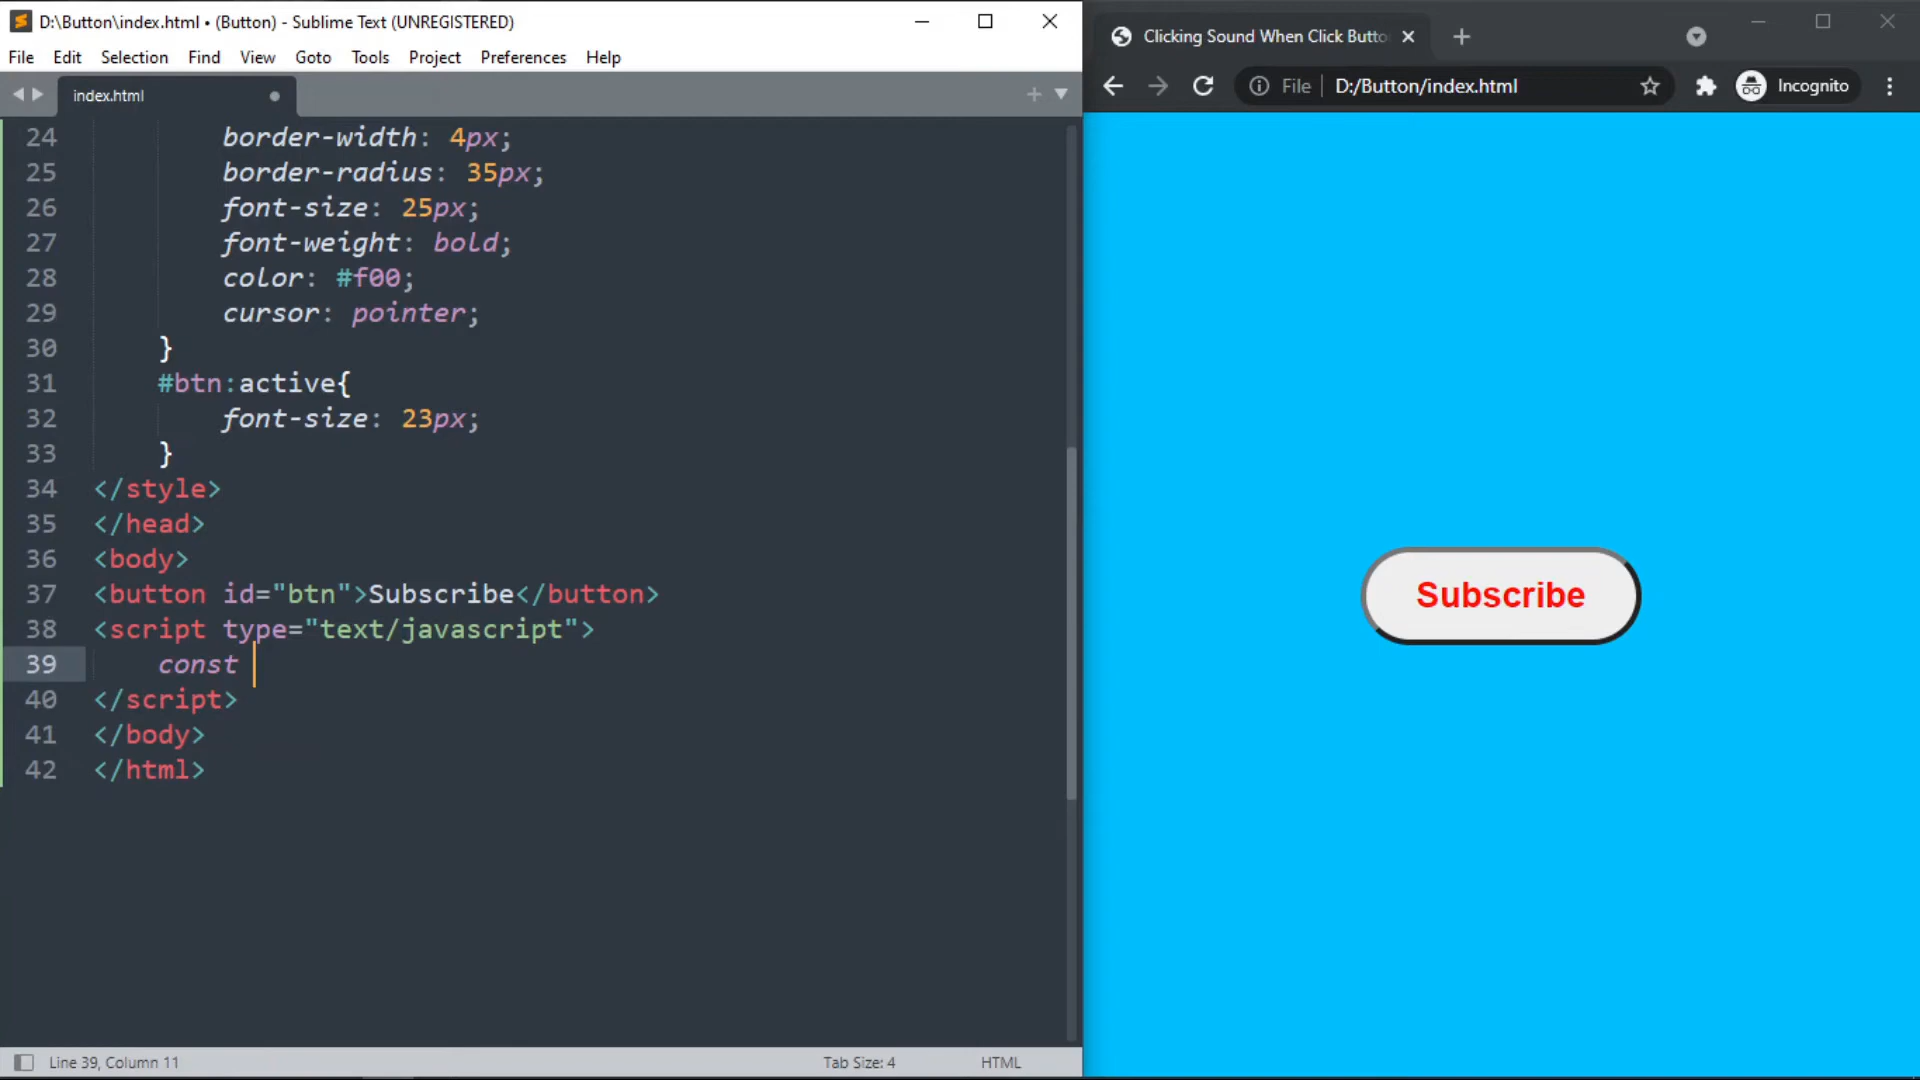 D:\Button\index.html • (Button) - Sublime Text (UNREGISTERED)
File Edit Selection Find View Goto Tools Project Preferences Help
index.html
24 border-width: 4px;
25 border-radius: 35px;
26 font-size: 25px;
27 font-weight: bold;
28 color: #f00;
29 cursor: pointer;
30 }
31 #btn:active{
32 font-size: 23px;
33 }
34 </style>
35 </head>
36 <body>
37 <button id="btn">Subscribe</button>
38 <script type="text/javascript">
39 const
40 </script>
41 </body>
42 </html>
Line 39, Column 11 Tab Size: 4 HTML
Clicking Sound When Click Butto
File D:/Button/index.html Incognito
Subscribe